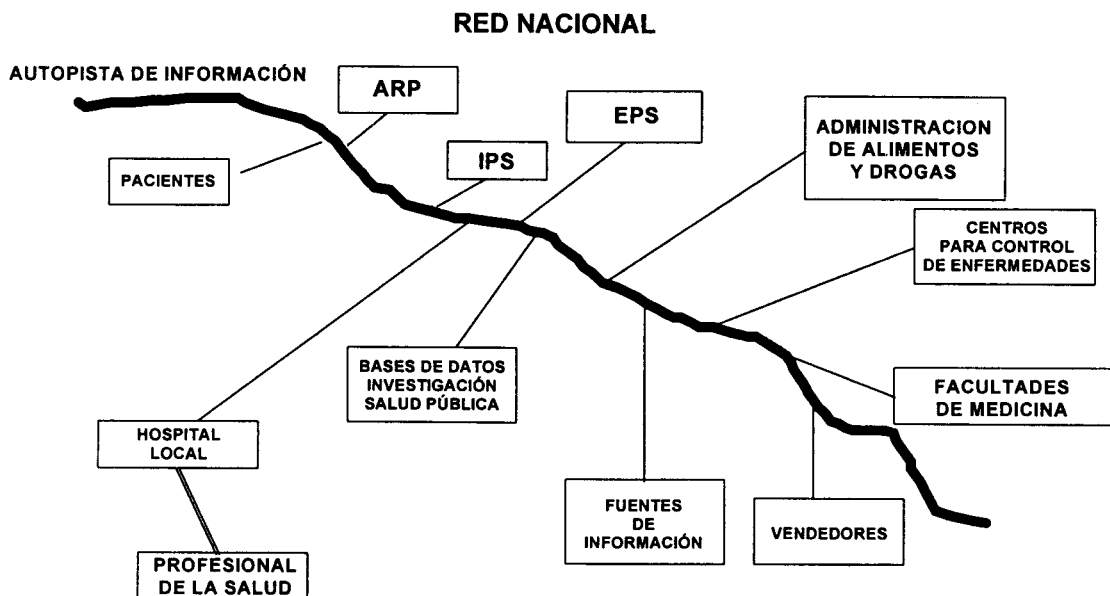 RED NACIONAL
AUTOPISTA DE INFORMACIÓN
ARP
EPS
ADMINISTRACION
DE ALIMENTOS
Y DROGAS
IPS
PACIENTES
CENTROS
PARA CONTROL
DE ENFERMEDADES
BASES DE DATOS
INVESTIGACIÓN
SALUD PÚBLICA
FACULTADES
DE MEDICINA
HOSPITAL
LOCAL
FUENTES
DE
INFORMACIÓN
VENDEDORES
PROFESIONAL
DE LA SALUD